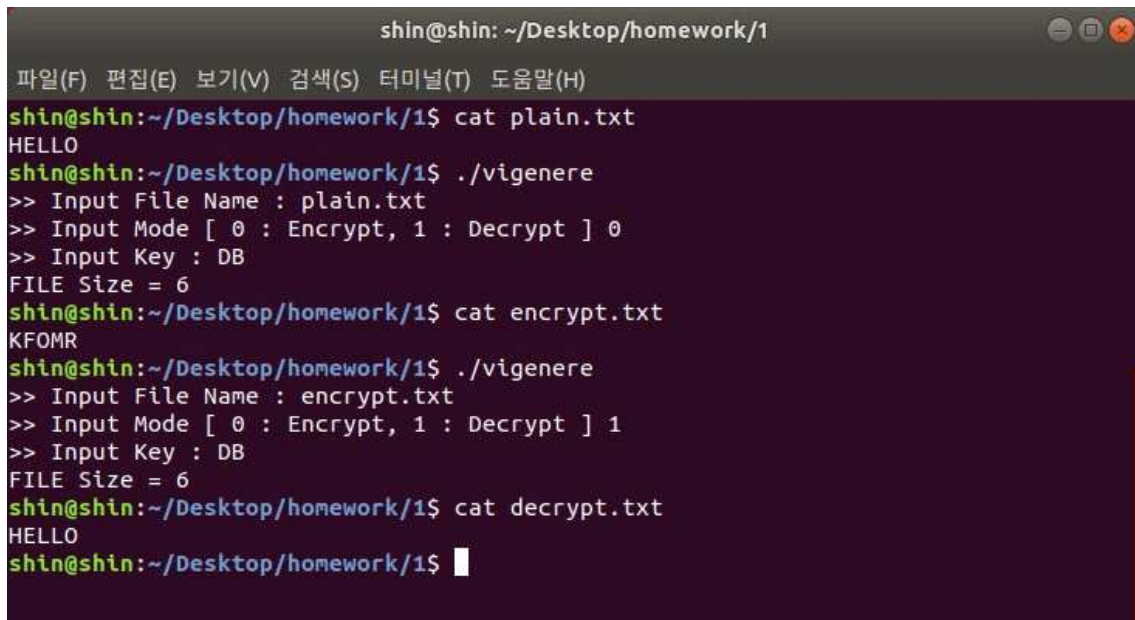 shin@shin: ~/Desktop/homework/1
파일(F) 편집(E) 보기(V) 검색(S) 터미널(T) 도움말(H)
shin@shin:~/Desktop/homework/1$ cat plain.txt
HELLO
shin@shin:~/Desktop/homework/1$ ./vigenere
>> Input File Name : plain.txt
>> Input Mode [ 0 : Encrypt, 1 : Decrypt ] 0
>> Input Key : DB
FILE Size = 6
shin@shin:~/Desktop/homework/1$ cat encrypt.txt
KFOMR
shin@shin:~/Desktop/homework/1$ ./vigenere
>> Input File Name : encrypt.txt
>> Input Mode [ 0 : Encrypt, 1 : Decrypt ] 1
>> Input Key : DB
FILE Size = 6
shin@shin:~/Desktop/homework/1$ cat decrypt.txt
HELLO
shin@shin:~/Desktop/homework/1$